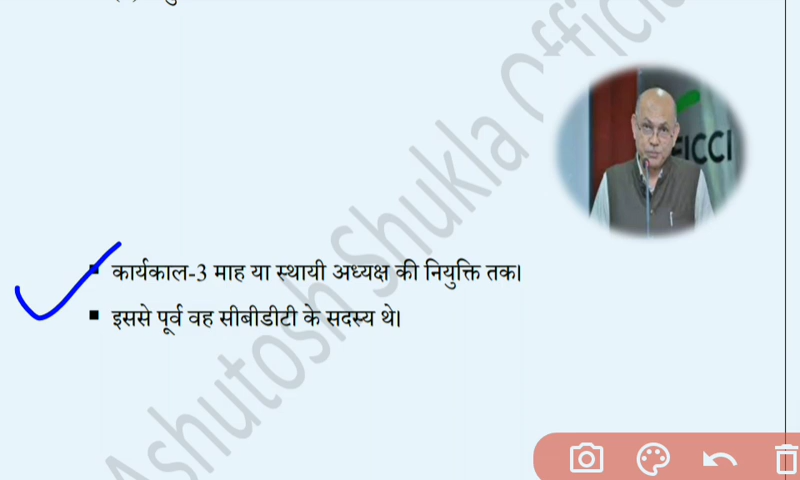 FICCI
कार्यकाल-3 माह या स्थायी अध्यक्ष की नियुक्ति तक।
इससे पूर्व वह सीबीडीटी के सदस्य थे।
Ashutosh Shukla Official